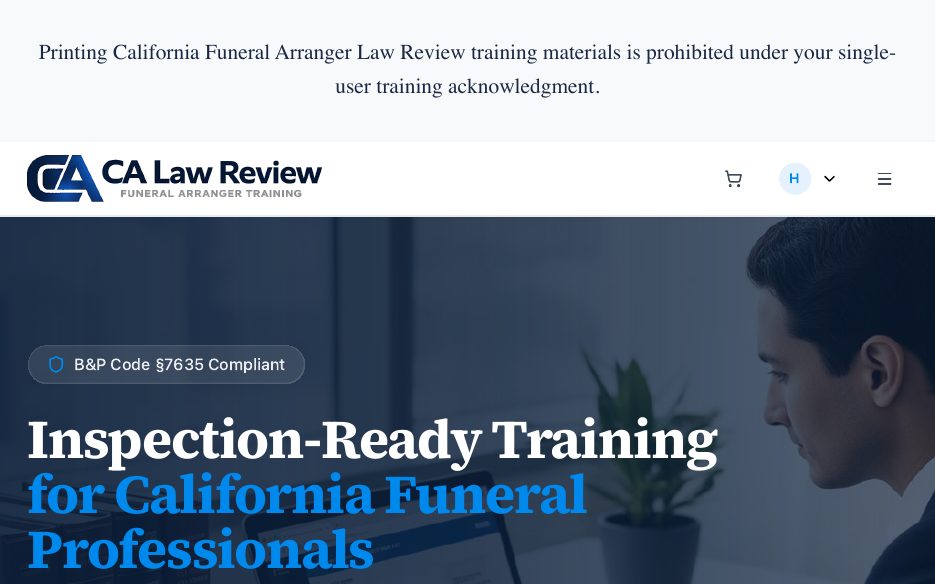 Printing California Funeral Arranger Law Review training materials is prohibited under your single-
user training acknowledgment.
CA CA Law Review
FUNERAL ARRANGER TRAINING
H
B&P Code §7635 Compliant
Inspection-Ready Training
for California Funeral
Professionals